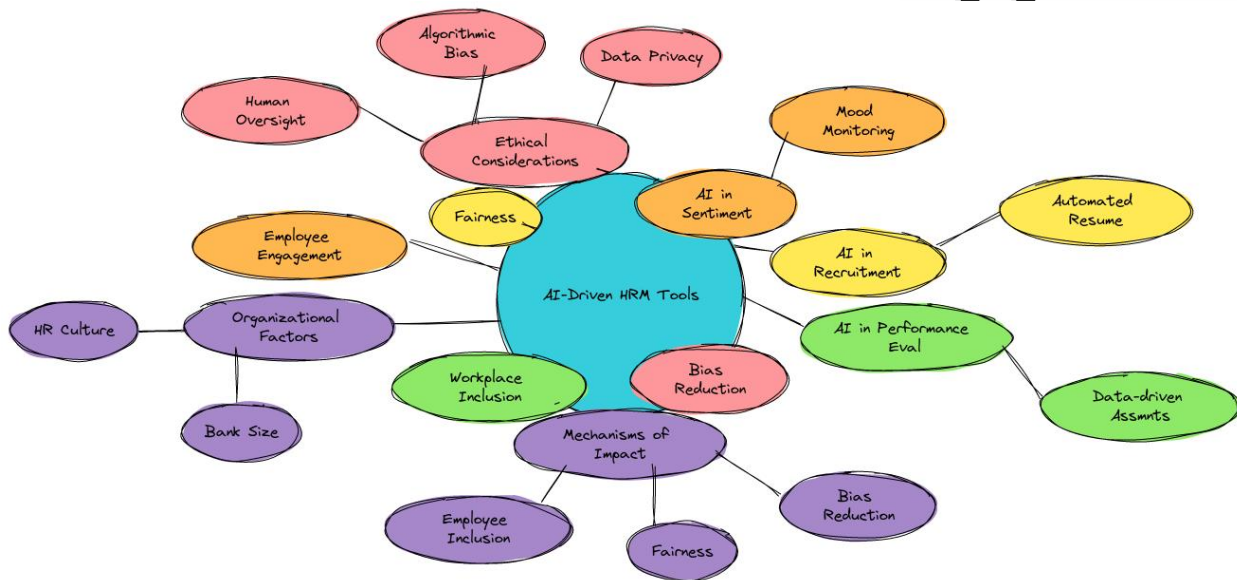 Algorithmic
Bias
Data Privacy
Human
Oversight
Ethical
Considerations
Mood
Monitoring
AI in
Sentiment
Automated
Resume
Fairness
Employee
Engagement
AI in
Recruitment
AI-Driven HRM Tools
HR Culture
Organizational
Factors
AI in Performance
Eval
Workplace
Inclusion
Bias
Reduction
Data-driven
Assmnts
Bank Size
Mechanisms of
Impact
Employee
Inclusion
Fairness
Bias
Reduction